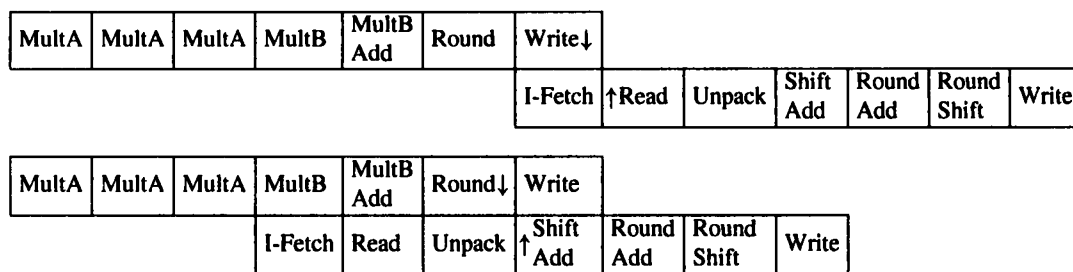 MultA MultA MultA MultB MultB Add Round Write↓
I-Fetch ↑Read Unpack Shift Add Round Add Round Shift Write
MultA MultA MultA MultB MultB Add Round↓ Write
I-Fetch Read Unpack ↑Shift Add Round Add Round Shift Write